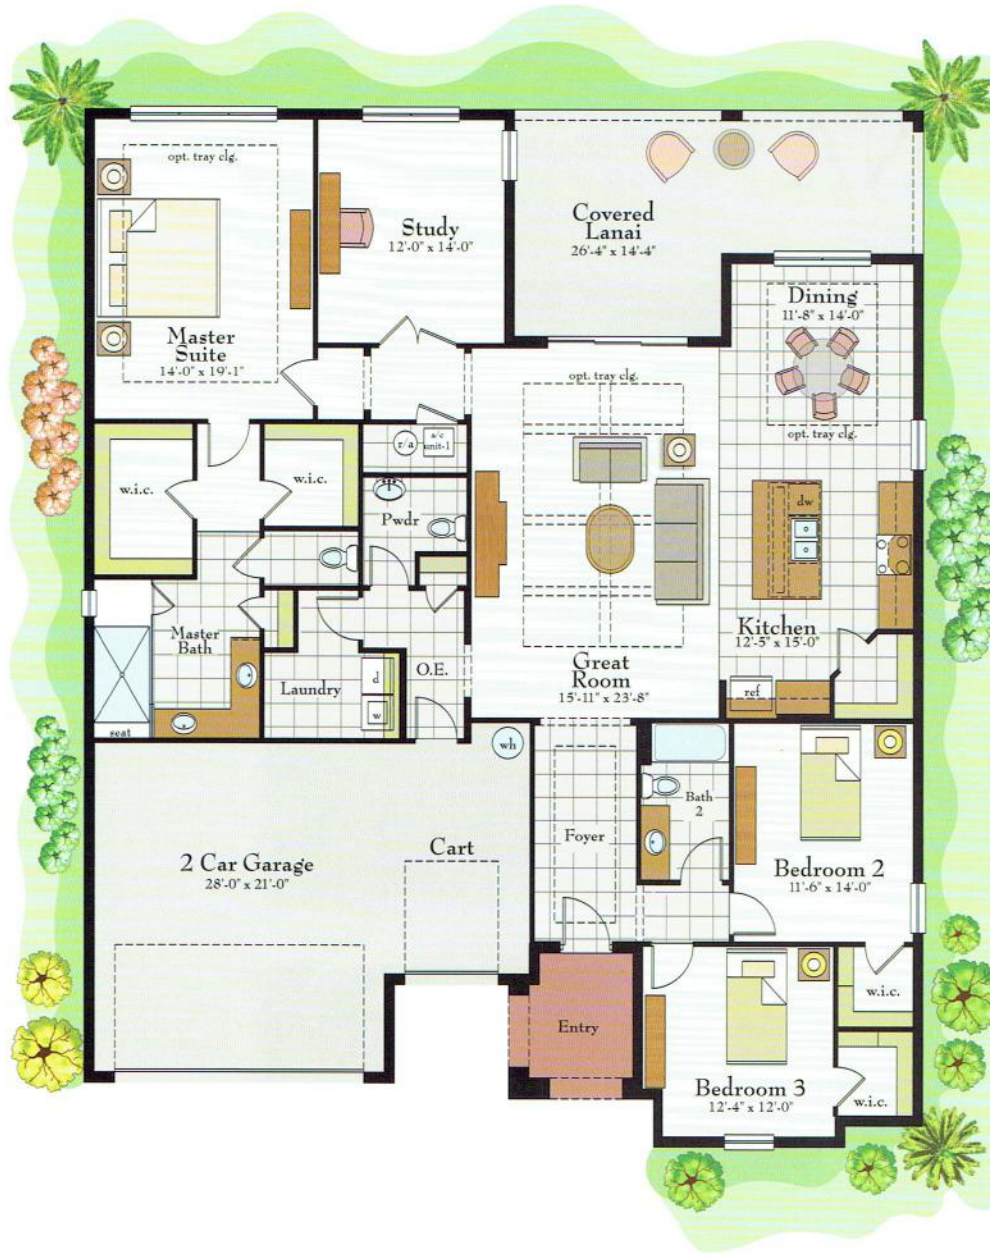 opt. tray clg.
Master
Suite
14'-0" x 19'-1"
Study
12'-0" x 14'-0"
Covered
Lanai
26'-4" x 14'-4"
Dining
11'-8" x 14'-0"
opt. tray clg.
opt. tray clg.
r/a
a/c
unit-1
w.i.c.
w.i.c.
Pwdr
dw
Kitchen
12'-5" x 15'-0"
ref
Great
Room
15'-11" x 23'-8"
Master
Bath
Laundry
d
w
O.E.
seat
wh
2 Car Garage
28'-0" x 21'-0"
Cart
Foyer
Bath
2
Bedroom 2
11'-6" x 14'-0"
w.i.c.
Entry
Bedroom 3
12'-4" x 12'-0"
w.i.c.